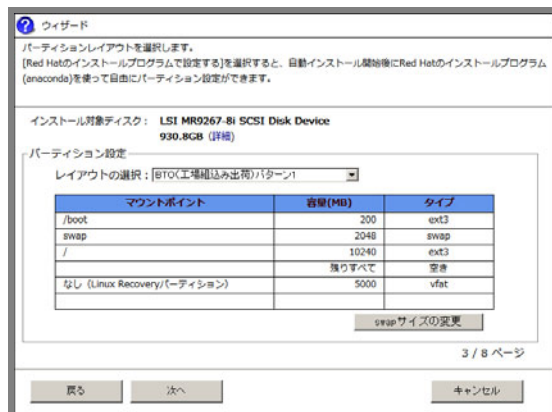 ウィザード
パーティションレイアウトを選択します。
[Red Hatのインストールプログラムで設定する]を選択すると、自動インストール開始後にRed Hatのインストールプログラム
(anaconda)を使って自由にパーティション設定ができます。
インストール対象ディスク： LSI MR9267-8i SCSI Disk Device
930.8GB (詳細)
パーティション設定
レイアウトの選択：BTO(工場組込み出荷)パターン1
マウントポイント 容量(MB) タイプ
/boot 200 ext3
swap 2048 swap
/ 10240 ext3
残りすべて 空き
なし (Linux Recoveryパーティション) 5000 vfat
swapサイズの変更
3 / 8 ページ
戻る 次へ キャンセル